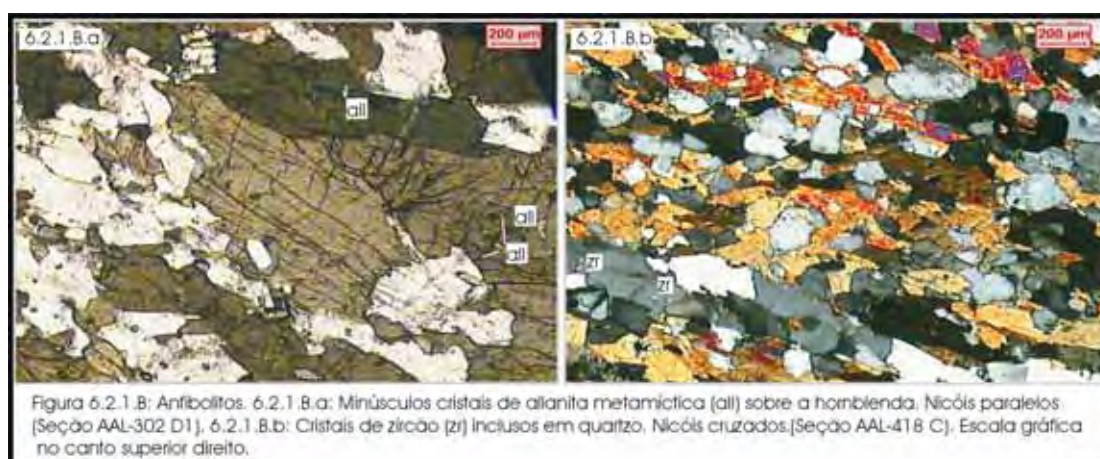 6.2.1.B.a
200 µm
all
all
all
6.2.1.B.b
200 µm
zr
zr
Figura 6.2.1.B: Anfibolitos. 6.2.1.B.a: Minúsculos cristais de allanita metamíctica (all) sobre a hornblenda. Nicóis paralelos
(Seção AAL-302 D1). 6.2.1.B.b: Cristais de zircão (zr) inclusos em quartzo. Nicóis cruzados.(Seção AAL-418 C). Escala gráfica
no canto superior direito.